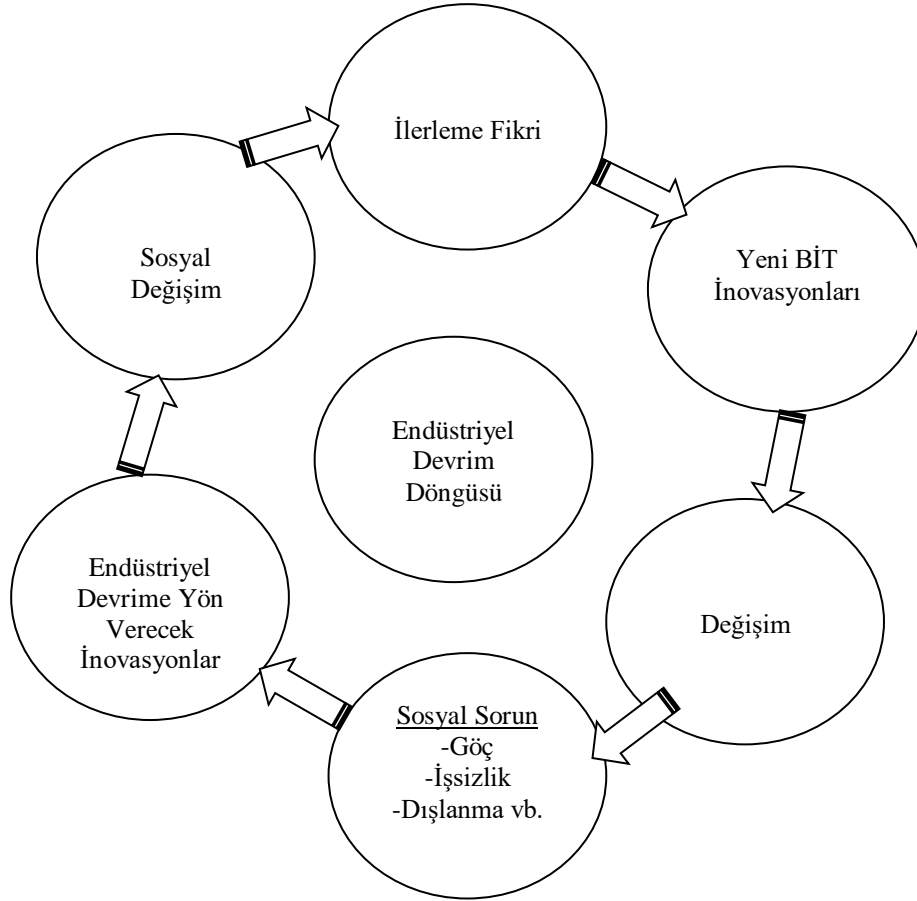 İlerleme Fikri
Yeni BİT
İnovasyonları
Değişim
Sosyal Sorun
-Göç
-İşsizlik
-Dışlanma vb.
Endüstriyel
Devrime Yön
Verecek
İnovasyonlar
Sosyal
Değişim
Endüstriyel
Devrim
Döngüsü